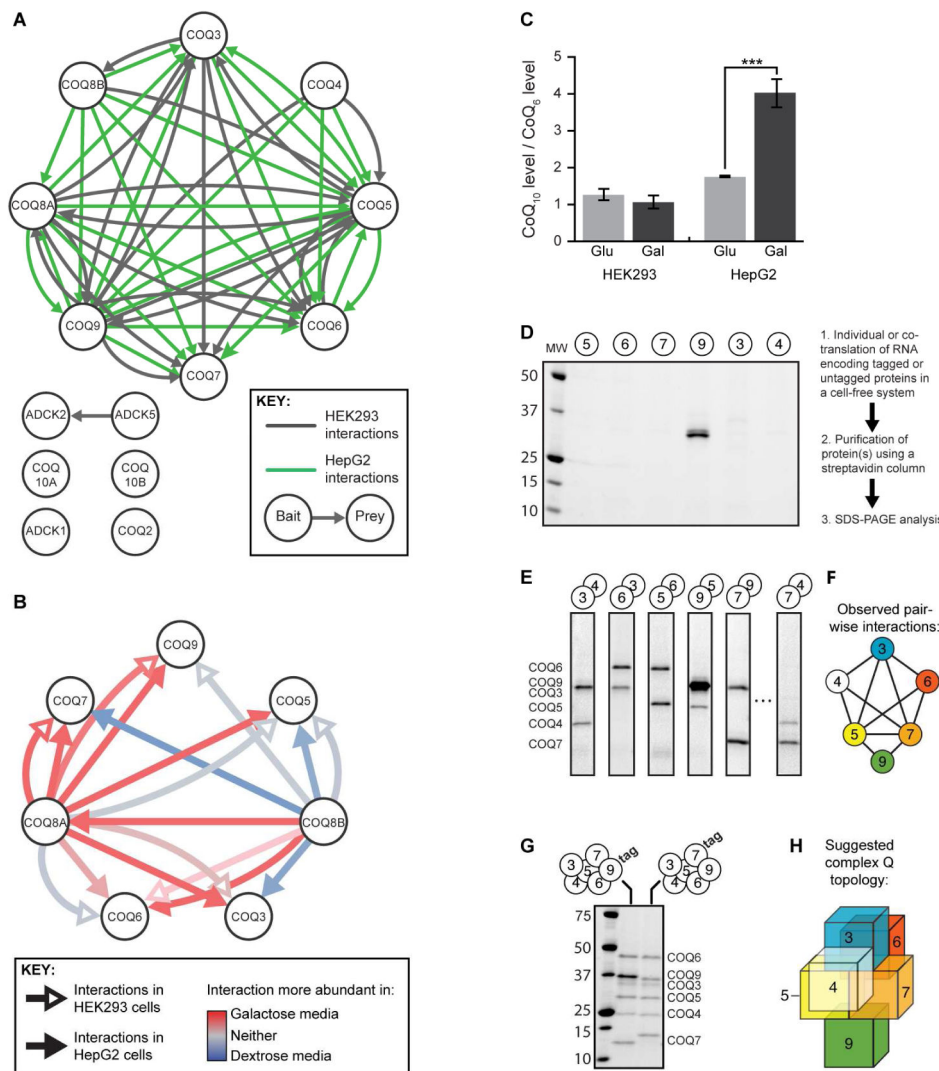 A
COQ3
COQ8B
COQ4
COQ8A
COQ5
COQ9
COQ6
COQ7
ADCK2
ADCK5
COQ
10A
COQ
10B
ADCK1
COQ2
KEY:
HEK293
interactions
HepG2
interactions
Bait
Prey
B
COQ9
COQ7
COQ5
COQ8A
COQ8B
COQ6
COQ3
KEY:
Interactions in
HEK293 cells
Interactions in
HepG2 cells
Interaction more abundant in:
Galactose media
Neither
Dextrose media
C
CoQ10 level / CoQ6 level
5
4
3
2
1
0
***
Glu Gal Glu Gal
HEK293 HepG2
D
MW 5 6 7 9 3 4
50
37
25
20
15
10
1. Individual or co-
translation of RNA
encoding tagged or
untagged proteins in
a cell-free system
2. Purification of
protein(s) using a
streptavidin column
3. SDS-PAGE analysis
E
3 4 6 3 5 6 9 5 7 9 7 4
COQ6
COQ9
COQ3
COQ5
COQ4
COQ7
...
F
Observed pair-
wise interactions:
3
4 6
5 7
9
G
3 7 tag
5 9
4 6
3 7 tag
5 9
4 6
75
50
37
25
15
10
COQ6
COQ9
COQ3
COQ5
COQ4
COQ7
H
Suggested
complex Q
topology:
3 6
4
5 7
9